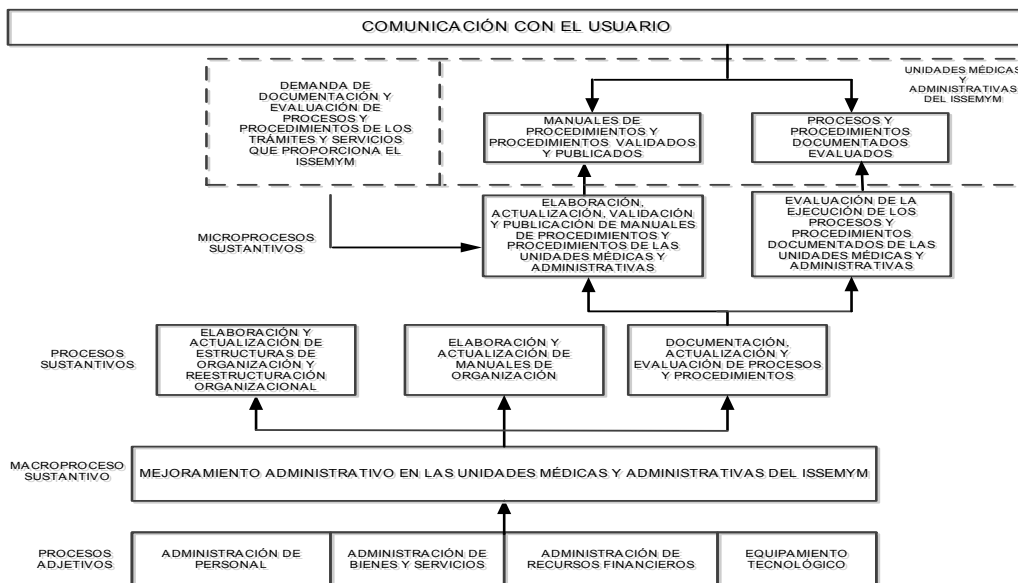 COMUNICACIÓN CON EL USUARIO
DEMANDA DE
DOCUMENTACIÓN Y
EVALUACIÓN DE
PROCESOS Y
PROCEDIMIENTOS DE LOS
TRÁMITES Y SERVICIOS
QUE PROPORCIONA EL
ISSEMYM
UNIDADES MÉDICAS
Y
ADMINISTRATIVAS
DEL ISSEMYM
MANUALES DE
PROCEDIMIENTOS Y
PROCEDIMIENTOS VALIDADOS
Y PUBLICADOS
PROCESOS Y
PROCEDIMIENTOS
DOCUMENTADOS
EVALUADOS
MICROPROCESOS
SUSTANTIVOS
ELABORACIÓN,
ACTUALIZACIÓN, VALIDACIÓN
Y PUBLICACIÓN DE MANUALES
DE PROCEDIMIENTOS Y
PROCEDIMIENTOS DE LAS
UNIDADES MÉDICAS Y
ADMINISTRATIVAS
EVALUACIÓN DE LA
EJECUCIÓN DE LOS
PROCESOS Y
PROCEDIMIENTOS
DOCUMENTADOS DE LAS
UNIDADES MÉDICAS Y
ADMINISTRATIVAS
PROCESOS
SUSTANTIVOS
ELABORACIÓN Y
ACTUALIZACIÓN DE
ESTRUCTURAS DE
ORGANIZACIÓN Y
REESTRUCTURACIÓN
ORGANIZACIONAL
ELABORACIÓN Y
ACTUALIZACIÓN DE
MANUALES DE
ORGANIZACIÓN
DOCUMENTACIÓN,
ACTUALIZACIÓN Y
EVALUACIÓN DE PROCESOS
Y PROCEDIMIENTOS
MACROPROCESO
SUSTANTIVO
MEJORAMIENTO ADMINISTRATIVO EN LAS UNIDADES MÉDICAS Y ADMINISTRATIVAS DEL ISSEMYM
PROCESOS
ADJETIVOS
ADMINISTRACIÓN DE
PERSONAL
ADMINISTRACIÓN DE
BIENES Y SERVICIOS
ADMINISTRACIÓN DE
RECURSOS FINANCIEROS
EQUIPAMIENTO
TECNOLÓGICO